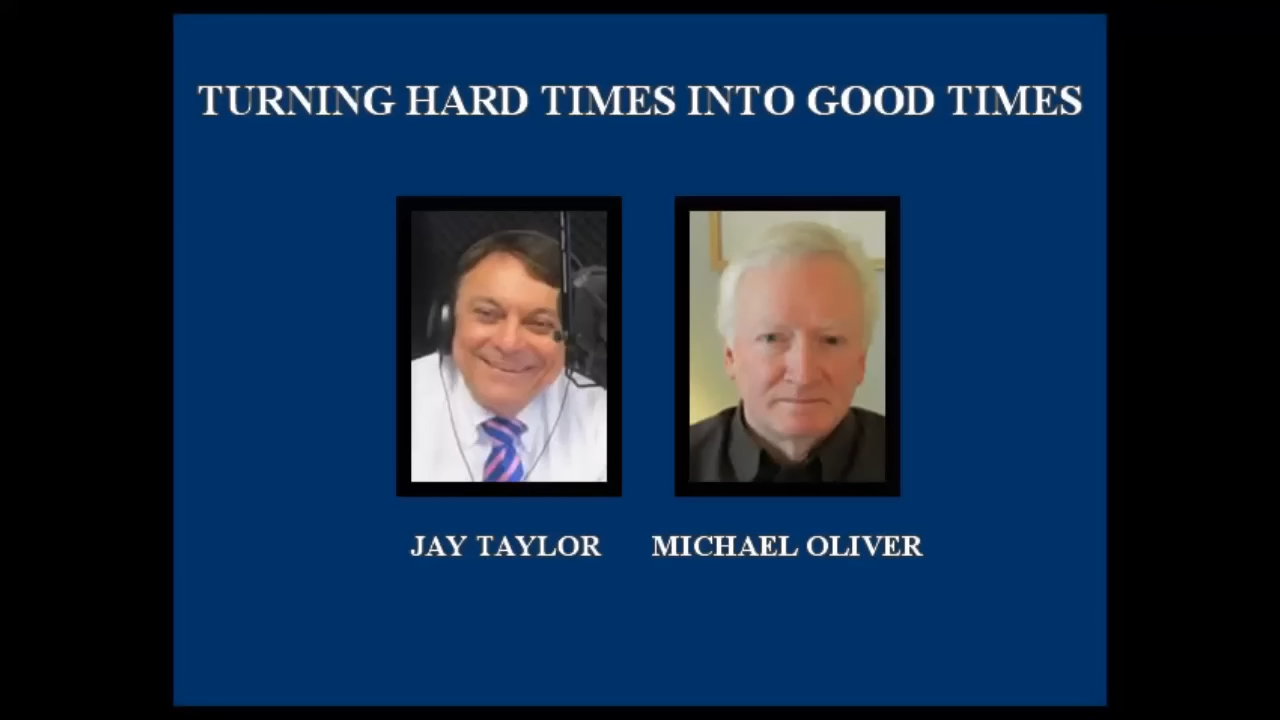 TURNING HARD TIMES INTO GOOD TIMES
JAY TAYLOR
MICHAEL OLIVER